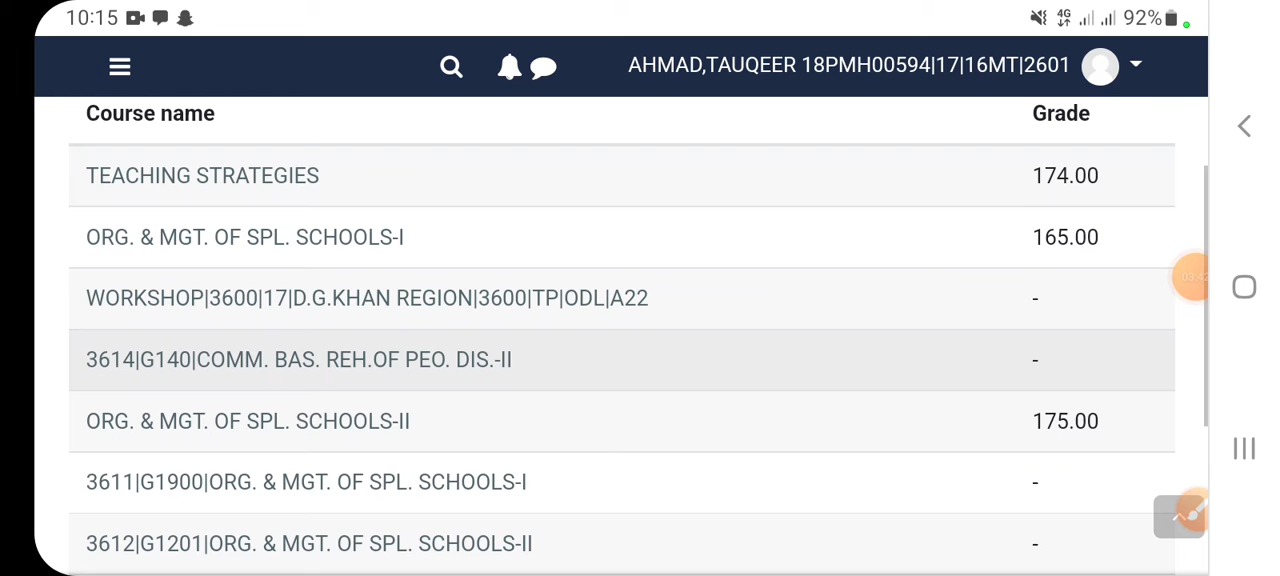 10:15 4G 92%
AHMAD,TAUQEER 18PMH00594|17|16MT|2601
Course name Grade
TEACHING STRATEGIES 174.00
ORG. & MGT. OF SPL. SCHOOLS-I 165.00
WORKSHOP|3600|17|D.G.KHAN REGION|3600|TP|ODL|A22 -
3614|G140|COMM. BAS. REH.OF PEO. DIS.-II -
ORG. & MGT. OF SPL. SCHOOLS-II 175.00
3611|G1900|ORG. & MGT. OF SPL. SCHOOLS-I -
3612|G1201|ORG. & MGT. OF SPL. SCHOOLS-II -